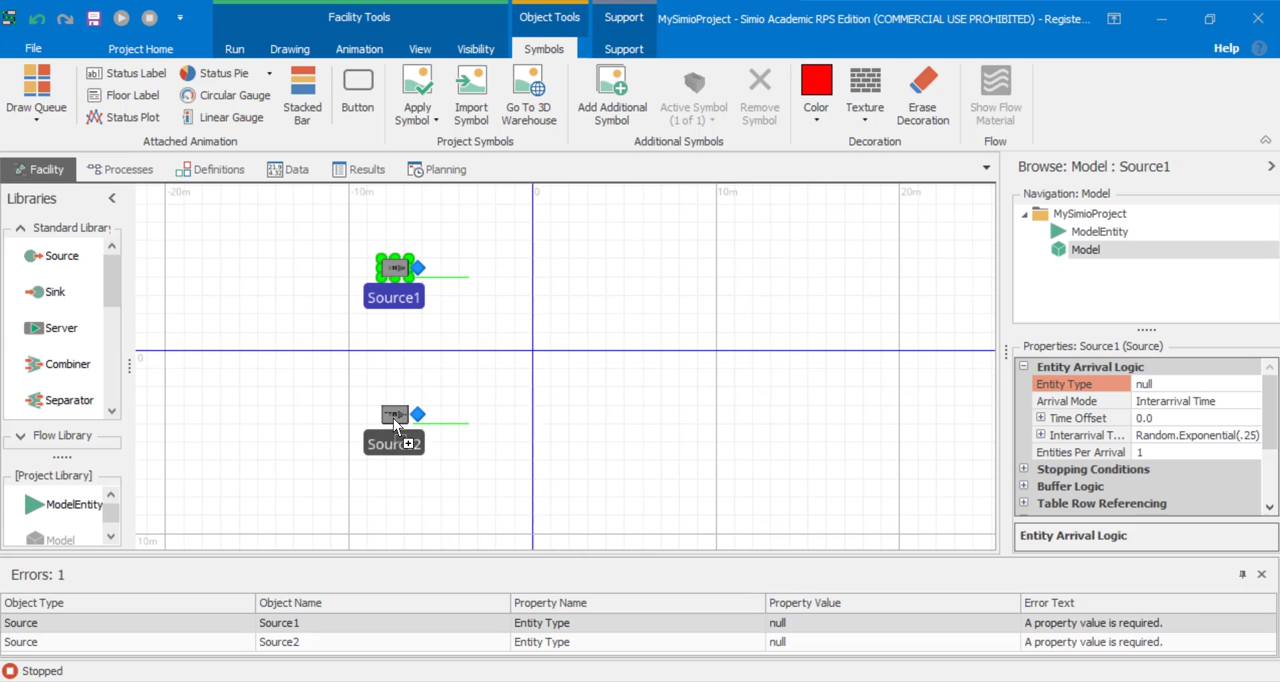 Facility Tools
Object Tools
Support
MySimioProject - Simio Academic RPS Edition (COMMERCIAL USE PROHIBITED) - Registe...
File
Project Home
Run
Drawing
Animation
View
Visibility
Symbols
Support
Help
Draw Queue
Status Label
Floor Label
Status Plot
Status Pie
Circular Gauge
Linear Gauge
Stacked Bar
Button
Apply Symbol
Import Symbol
Go To 3D Warehouse
Add Additional Symbol
Active Symbol (1 of 1)
Remove Symbol
Color
Texture
Erase Decoration
Show Flow Material
Attached Animation
Project Symbols
Additional Symbols
Decoration
Flow
Facility
Processes
Definitions
Data
Results
Planning
Browse: Model : Source1
Libraries
Standard Library
Source
Sink
Server
Combiner
Separator
Flow Library
[Project Library]
ModelEntity
Model
-20m
-10m
0
10m
20m
0
10m
Source1
Source2
Navigation: Model
MySimioProject
ModelEntity
Model
Properties: Source1 (Source)
Entity Arrival Logic
Entity Type null
Arrival Mode Interarrival Time
Time Offset 0.0
Interarrival T... Random.Exponential(.25)
Entities Per Arrival 1
Stopping Conditions
Buffer Logic
Table Row Referencing
Entity Arrival Logic
Errors: 1
Object Type Object Name Property Name Property Value Error Text
Source Source1 Entity Type null A property value is required.
Source Source2 Entity Type null A property value is required.
Stopped